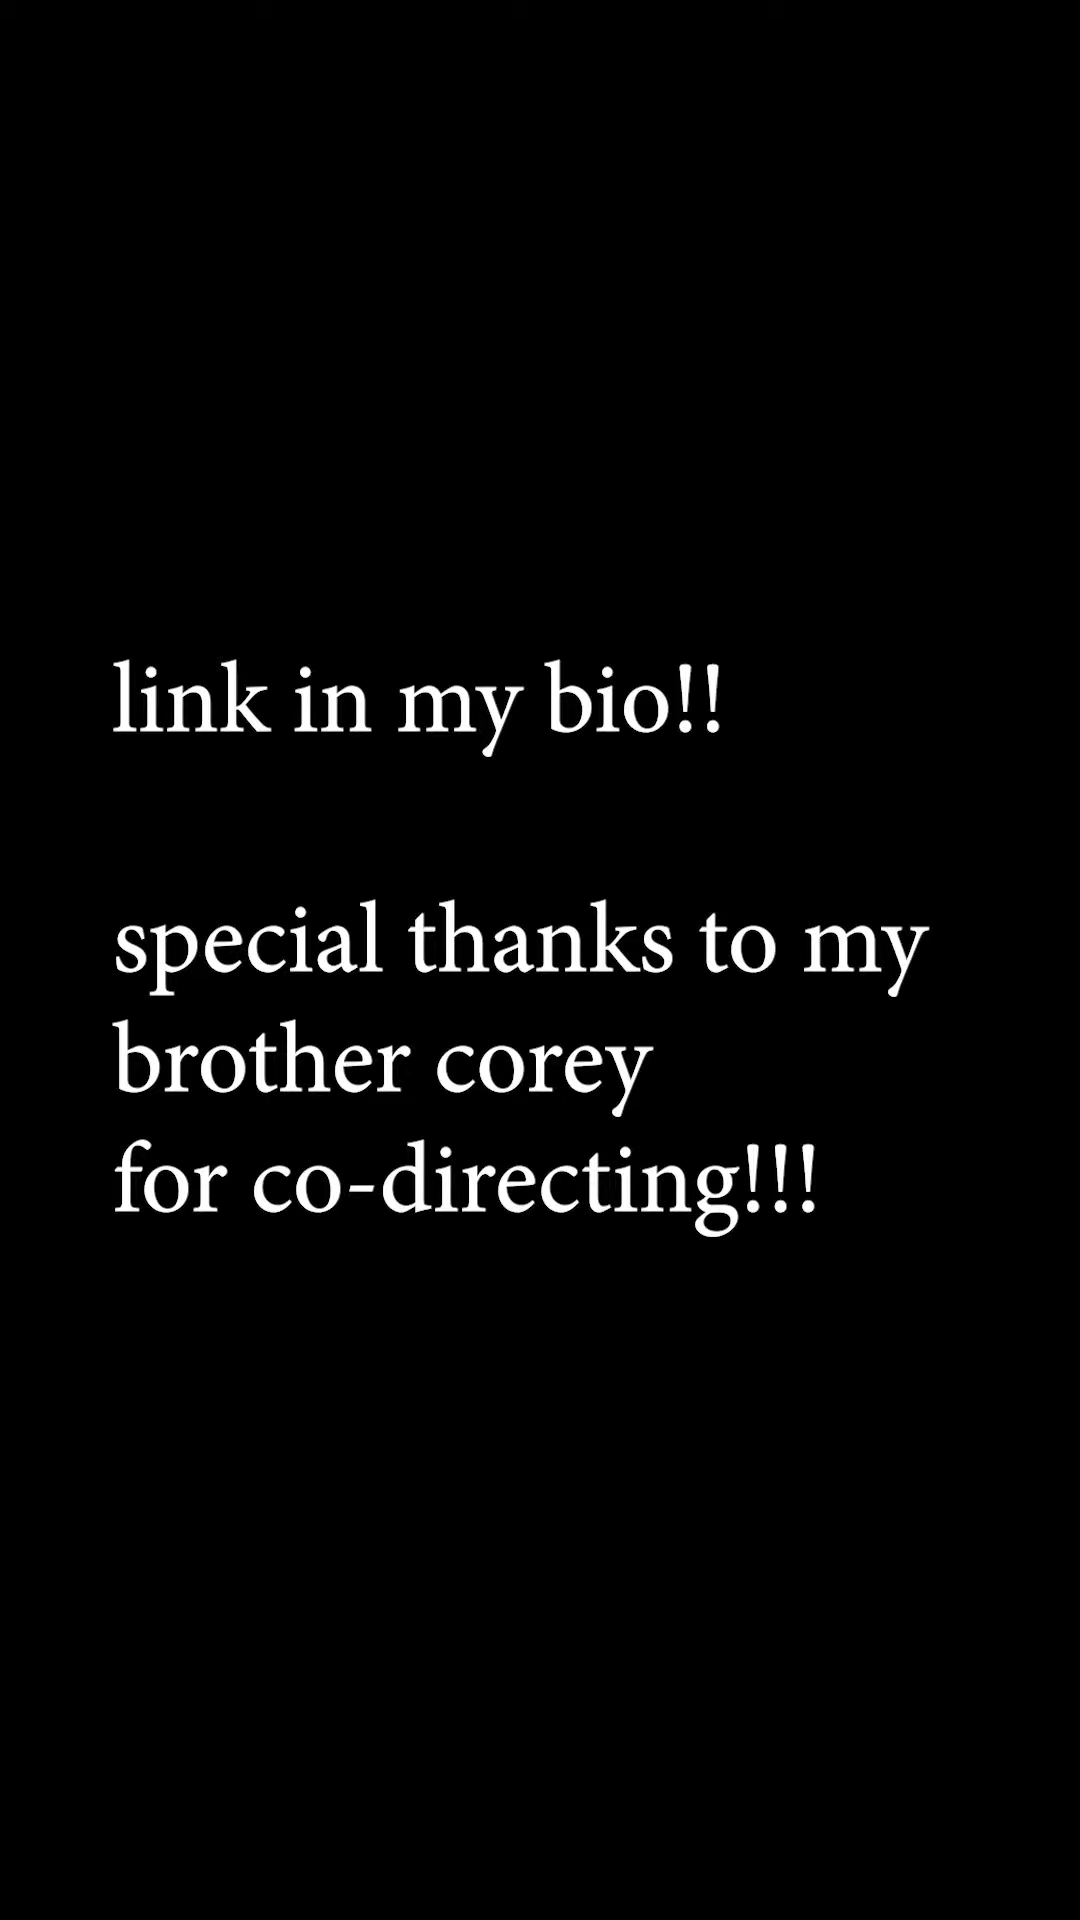 link in my bio!!
special thanks to my
brother corey
for co-directing!!!